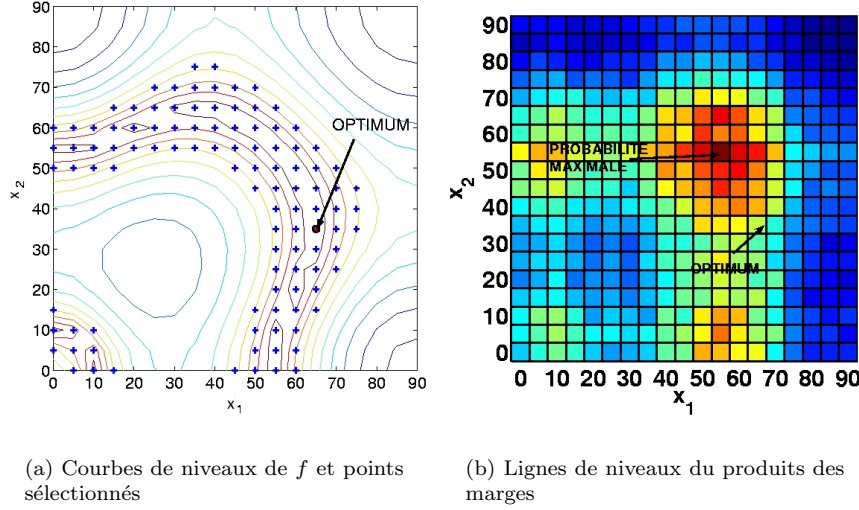 90
80
70
60
50
40
30
20
10
0
x2
0 10 20 30 40 50 60 70 80 90
x1
OPTIMUM
90
80
70
60
50
40
30
20
10
0
x2
0 10 20 30 40 50 60 70 80 90
x1
PROBABILITE
MAXIMALE
OPTIMUM
(a) Courbes de niveaux de f et points
sélectionnés
(b) Lignes de niveaux du produits des
marges